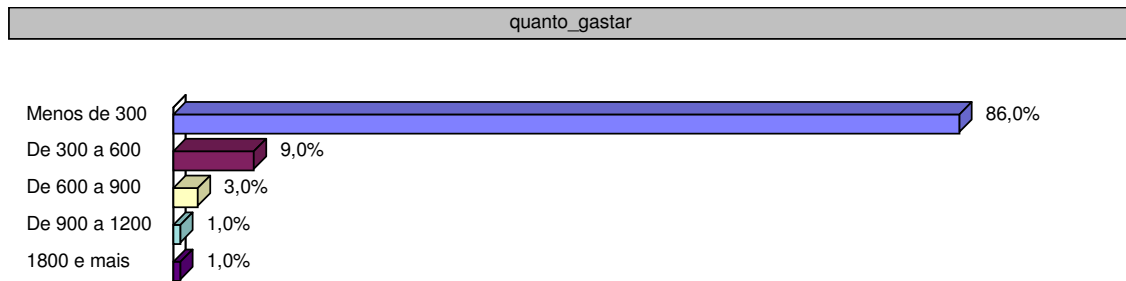 quanto_gastar
Menos de 300 86,0%
De 300 a 600 9,0%
De 600 a 900 3,0%
De 900 a 1200 1,0%
1800 e mais 1,0%